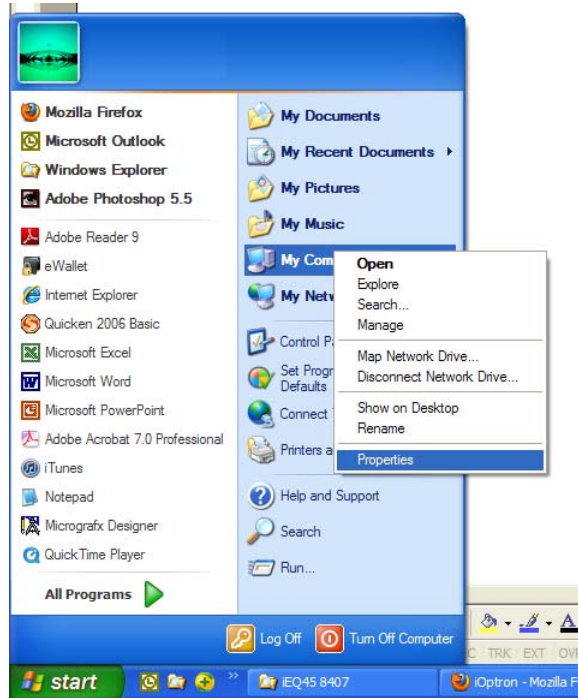 Mozilla Firefox
Microsoft Outlook
Windows Explorer
Adobe Photoshop 5.5
Adobe Reader 9
eWallet
Internet Explorer
Quicken 2006 Basic
Microsoft Excel
Microsoft Word
Microsoft PowerPoint
Adobe Acrobat 7.0 Professional
iTunes
Notepad
Micrografx Designer
QuickTime Player
All Programs
My Documents
My Recent Documents
My Pictures
My Music
My Com
My Netw
Control Pa
Set Progr
Defaults
Connect
Printers a
Help and Support
Search
Run...
Open
Explore
Search...
Manage
Map Network Drive...
Disconnect Network Drive...
Show on Desktop
Rename
Properties
Log Off
Turn Off Computer
TRK EXT OVR
start
iEQ45 8407
iOptron - Mozilla F